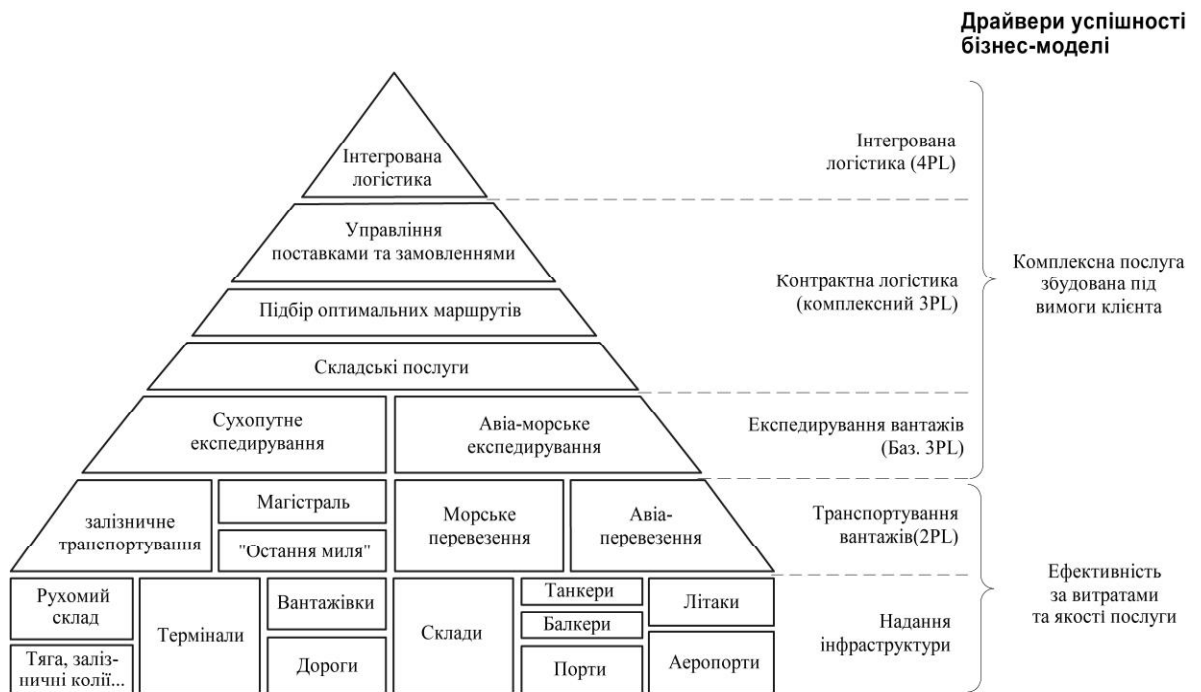 Драйвери успішності
бізнес-моделі
Інтегрована
логістика
Інтегрована
логістика (4PL)
Управління
поставками та замовленнями
Підбір оптимальних маршрутів
Складські послуги
Контрактна логістика
(комплексний 3PL)
Комплексна послуга
збудована під
вимоги клієнта
Сухопутне
експедирування
Авіа-морське
експедирування
Експедирування вантажів
(Баз. 3PL)
залізничне
транспортування
Магістраль
"Остання миля"
Морське
перевезення
Авіа-
перевезення
Транспортування
вантажів(2PL)
Рухомий
склад
Тяга, заліз-
ничні колії...
Термінали
Вантажівки
Дороги
Склади
Танкери
Балкери
Порти
Літаки
Аеропорти
Надання
інфраструктури
Ефективність
за витратами
та якості послуги